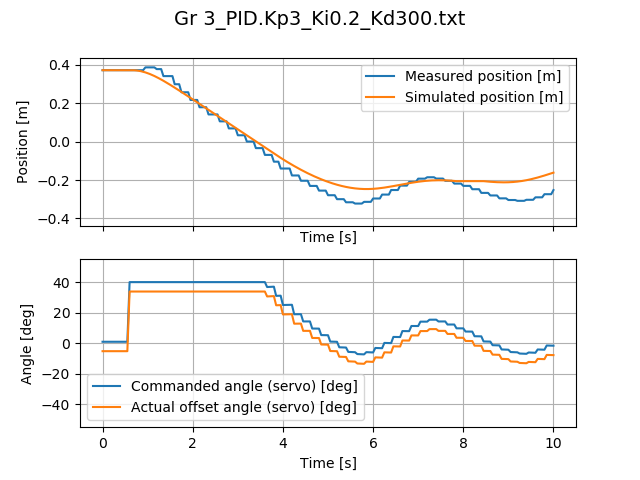 Gr 3_PID.Kp3_Ki0.2_Kd300.txt
0.4
0.2
0.0
−0.2
−0.4
Position [m]
Measured position [m]
Simulated position [m]
Time [s]
40
20
0
−20
−40
Angle [deg]
Commanded angle (servo) [deg]
Actual offset angle (servo) [deg]
0 2 4 6 8 10
Time [s]